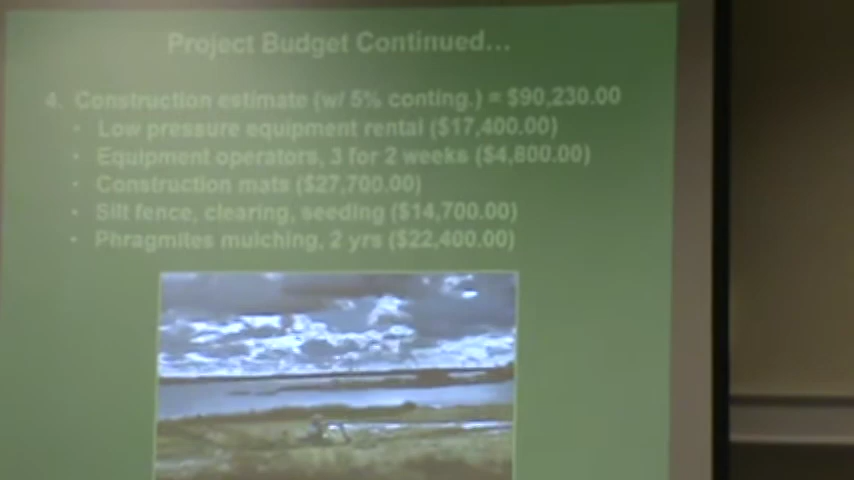 Project Budget Continued...
4. Construction estimate (w/ 5% conting.) = $90,230.00
• Low pressure equipment rental ($17,400.00)
• Equipment operators, 3 for 2 weeks ($4,800.00)
• Construction mats ($27,700.00)
• Silt fence, clearing, seeding ($14,700.00)
• Phragmites mulching, 2 yrs ($22,400.00)